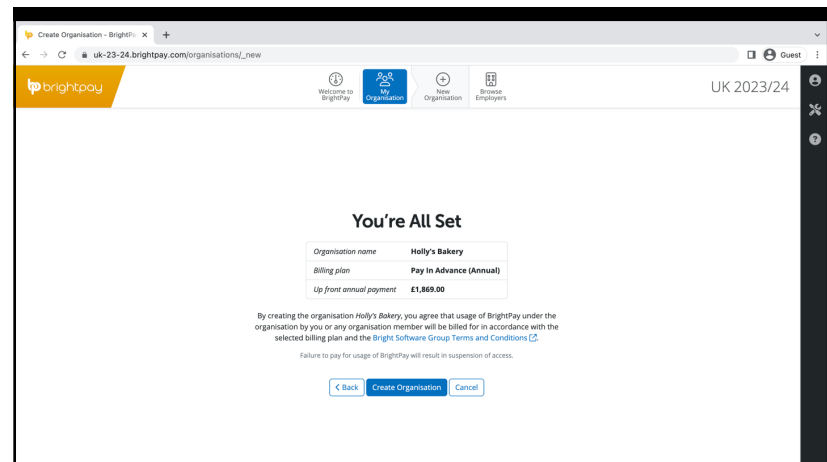 Create Organisation - BrightPa
uk-23-24.brightpay.com/organisations/_new
Guest
brightpay
Welcome to
BrightPay
My
Organisation
New
Organisation
Browse
Employers
UK 2023/24
You're All Set
Organisation name Holly's Bakery
Billing plan Pay In Advance (Annual)
Up front annual payment £1,869.00
By creating the organisation Holly's Bakery, you agree that usage of BrightPay under the
organisation by you or any organisation member will be billed for in accordance with the
selected billing plan and the Bright Software Group Terms and Conditions.
Failure to pay for usage of BrightPay will result in suspension of access.
Back Create Organisation Cancel